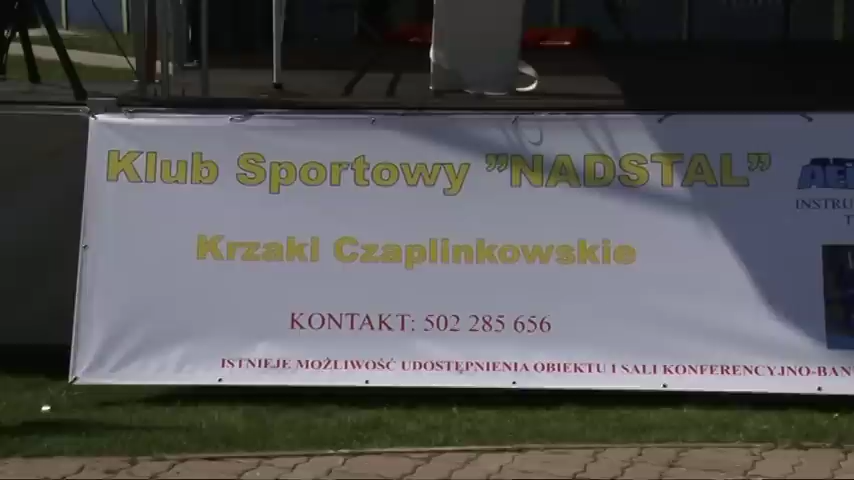 Klub Sportowy "NADSTAL"
Krzaki Czaplinkowskie
KONTAKT: 502 285 656
ISTNIEJE MOŻLIWOŚĆ UDOSTĘPNIENIA OBIEKTU I SALI KONFERENCYJNO-BAN